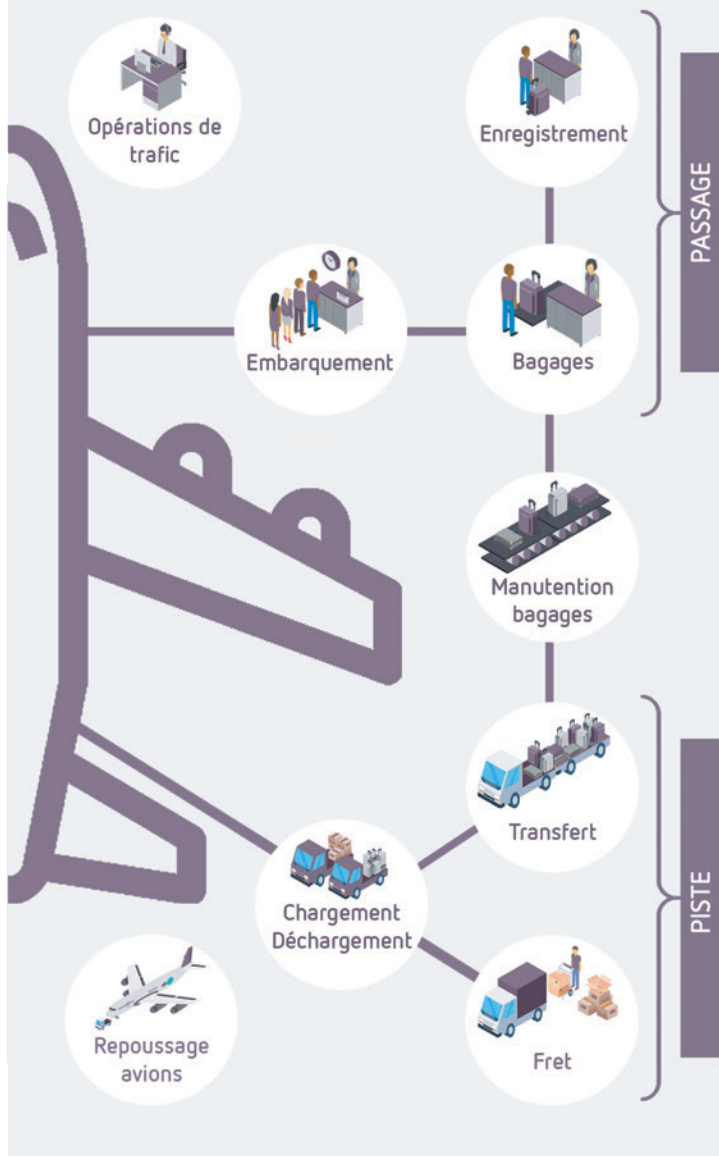 Opérations de
trafic
Enregistrement
PASSAGE
Embarquement
Bagages
Manutention
bagages
Transfert
PISTE
Chargement
Déchargement
Repoussage
avions
Fret